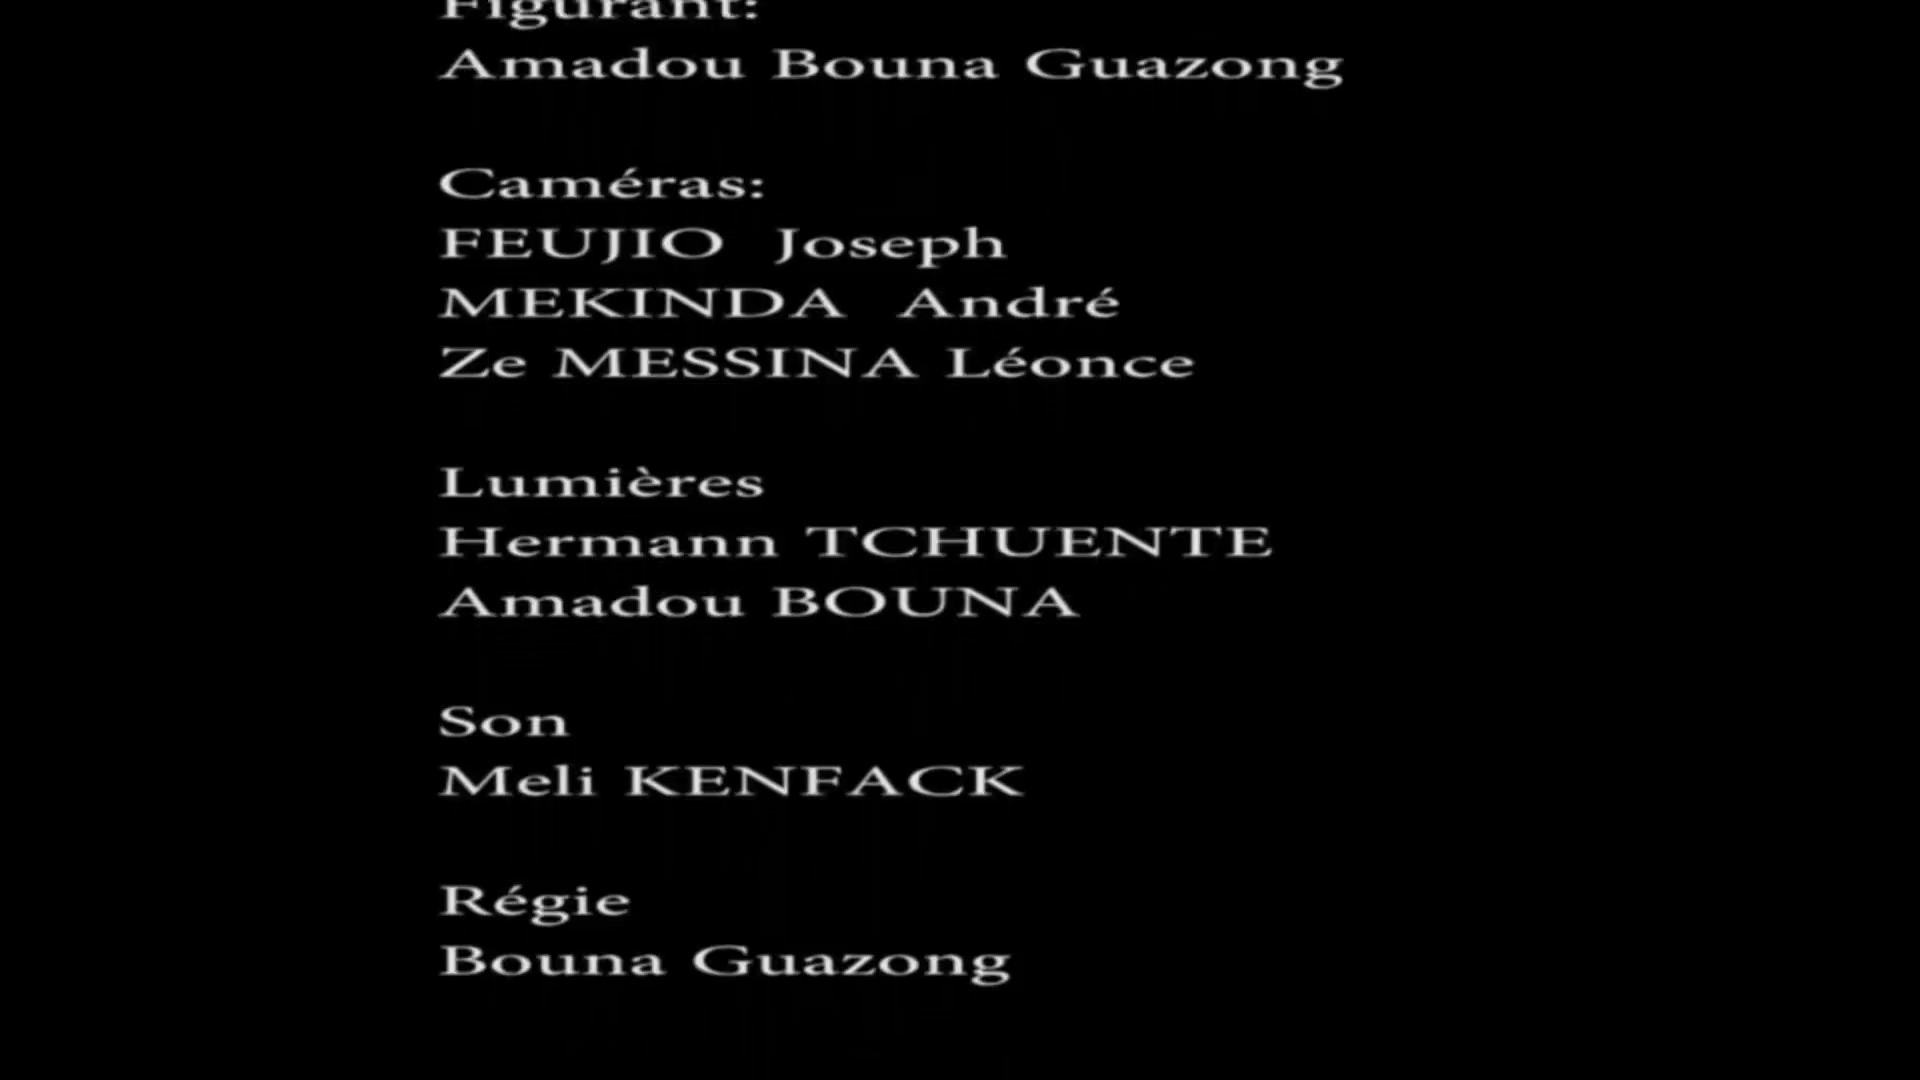 Figurant:
Amadou Bouna Guazong
Caméras:
FEUJIO Joseph
MEKINDA André
Ze MESSINA Léonce
Lumières
Hermann TCHUENTE
Amadou BOUNA
Son
Meli KENFACK
Régie
Bouna Guazong